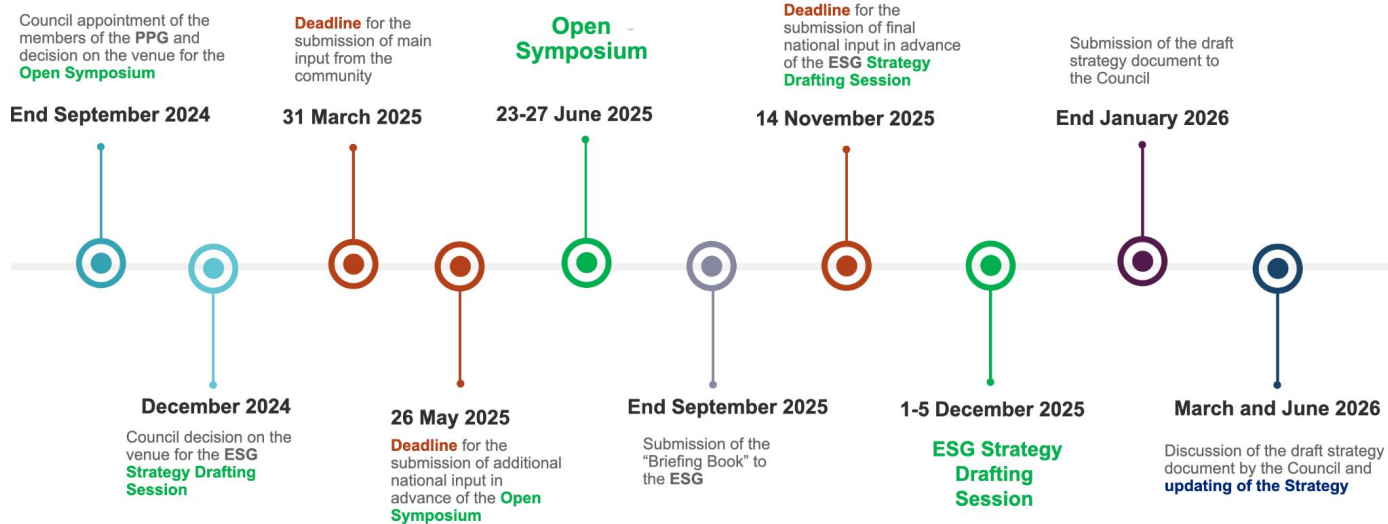 Council appointment of the
members of the PPG and
decision on the venue for the
Open Symposium
End September 2024
Deadline for the
submission of main
input from the
community
31 March 2025
Open
Symposium
23-27 June 2025
Deadline for the
submission of final
national input in advance
of the ESG Strategy
Drafting Session
14 November 2025
Submission of the draft
strategy document to
the Council
End January 2026
December 2024
Council decision on the
venue for the ESG
Strategy Drafting
Session
26 May 2025
Deadline for the
submission of additional
national input in
advance of the Open
Symposium
End September 2025
Submission of the
“Briefing Book” to
the ESG
1-5 December 2025
ESG Strategy
Drafting
Session
March and June 2026
Discussion of the draft strategy
document by the Council and
updating of the Strategy